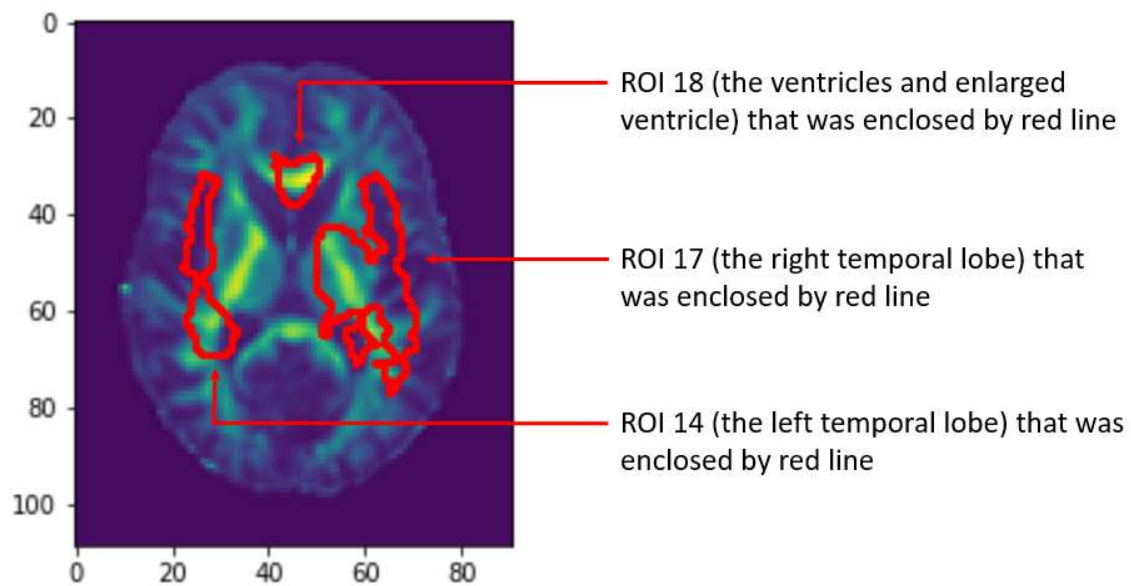 0
20
40
60
80
100
0 20 40 60 80
ROI 18 (the ventricles and enlarged
ventricle) that was enclosed by red line
ROI 17 (the right temporal lobe) that
was enclosed by red line
ROI 14 (the left temporal lobe) that was
enclosed by red line